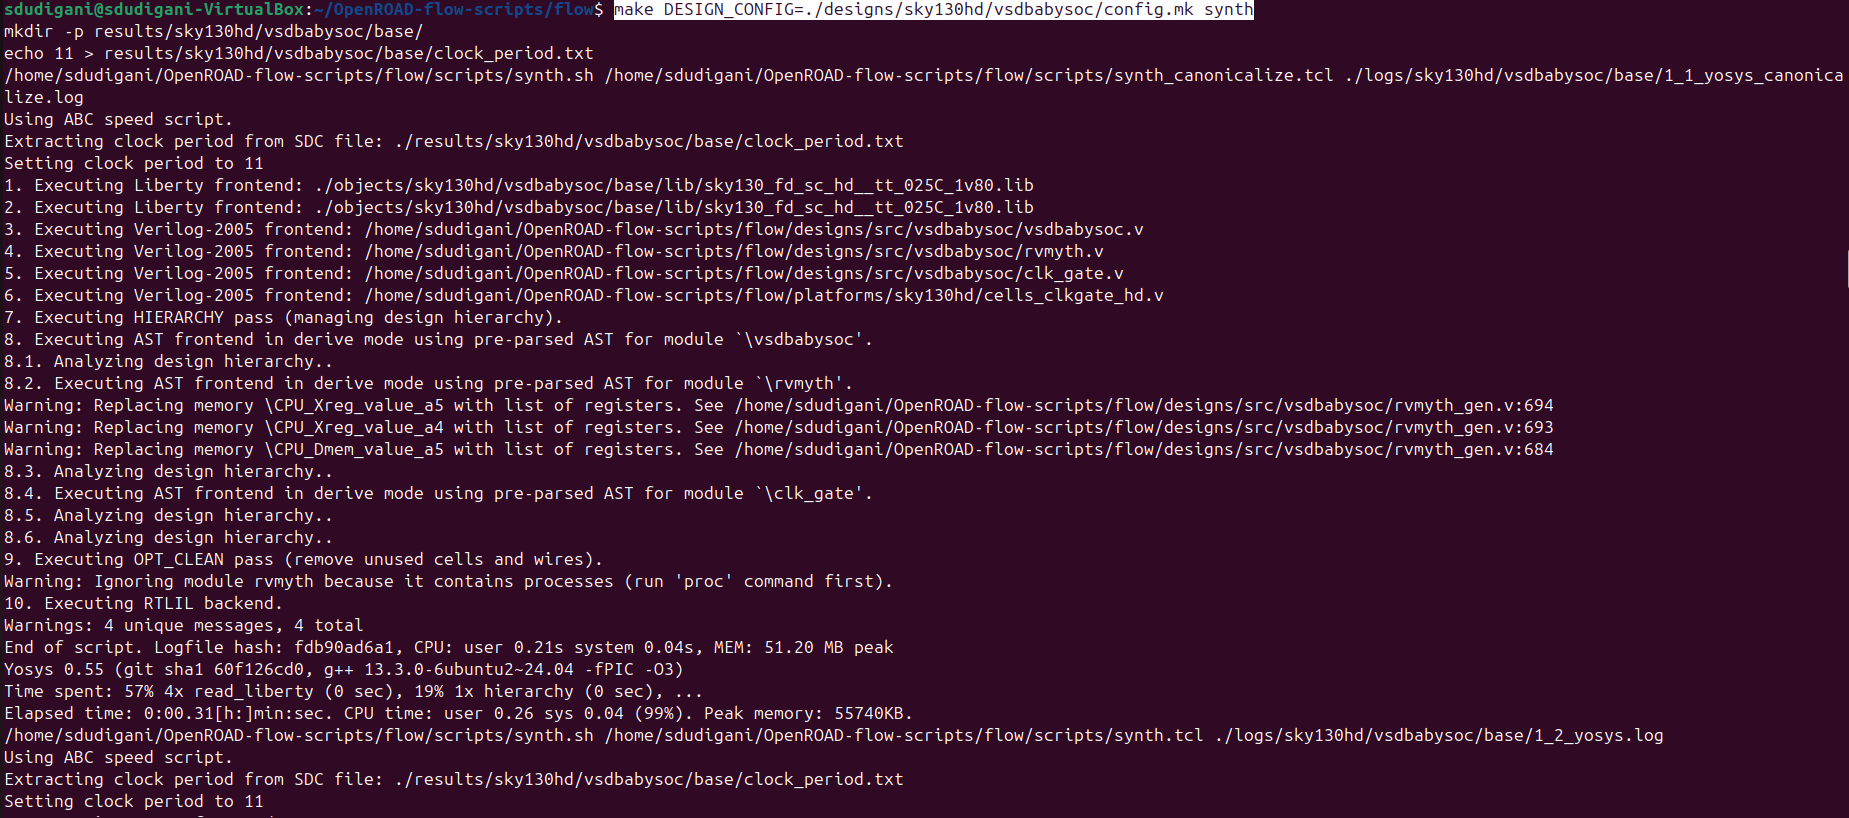 sdudigani@sdudigani-VirtualBox:~/OpenROAD-flow-scripts/flow$ make DESIGN_CONFIG=./designs/sky130hd/vsdbabysoc/config.mk synth
mkdir -p results/sky130hd/vsdbabysoc/base/
echo 11 > results/sky130hd/vsdbabysoc/base/clock_period.txt
/home/sdudigani/OpenROAD-flow-scripts/flow/scripts/synth.sh /home/sdudigani/OpenROAD-flow-scripts/flow/scripts/synth_canonicalize.tcl ./logs/sky130hd/vsdbabysoc/base/1_1_yosys_canonica
lize.log
Using ABC speed script.
Extracting clock period from SDC file: ./results/sky130hd/vsdbabysoc/base/clock_period.txt
Setting clock period to 11
1. Executing Liberty frontend: ./objects/sky130hd/vsdbabysoc/base/lib/sky130_fd_sc_hd__tt_025C_1v80.lib
2. Executing Liberty frontend: ./objects/sky130hd/vsdbabysoc/base/lib/sky130_fd_sc_hd__tt_025C_1v80.lib
3. Executing Verilog-2005 frontend: /home/sdudigani/OpenROAD-flow-scripts/flow/designs/src/vsdbabysoc/vsdbabysoc.v
4. Executing Verilog-2005 frontend: /home/sdudigani/OpenROAD-flow-scripts/flow/designs/src/vsdbabysoc/rvmyth.v
5. Executing Verilog-2005 frontend: /home/sdudigani/OpenROAD-flow-scripts/flow/designs/src/vsdbabysoc/clk_gate.v
6. Executing Verilog-2005 frontend: /home/sdudigani/OpenROAD-flow-scripts/flow/platforms/sky130hd/cells_clkgate_hd.v
7. Executing HIERARCHY pass (managing design hierarchy).
8. Executing AST frontend in derive mode using pre-parsed AST for module `\vsdbabysoc'.
8.1. Analyzing design hierarchy..
8.2. Executing AST frontend in derive mode using pre-parsed AST for module `\rvmyth'.
Warning: Replacing memory \CPU_Xreg_value_a5 with list of registers. See /home/sdudigani/OpenROAD-flow-scripts/flow/designs/src/vsdbabysoc/rvmyth_gen.v:694
Warning: Replacing memory \CPU_Xreg_value_a4 with list of registers. See /home/sdudigani/OpenROAD-flow-scripts/flow/designs/src/vsdbabysoc/rvmyth_gen.v:693
Warning: Replacing memory \CPU_Dmem_value_a5 with list of registers. See /home/sdudigani/OpenROAD-flow-scripts/flow/designs/src/vsdbabysoc/rvmyth_gen.v:684
8.3. Analyzing design hierarchy..
8.4. Executing AST frontend in derive mode using pre-parsed AST for module `\clk_gate'.
8.5. Analyzing design hierarchy..
8.6. Analyzing design hierarchy..
9. Executing OPT_CLEAN pass (remove unused cells and wires).
Warning: Ignoring module rvmyth because it contains processes (run 'proc' command first).
10. Executing RTLIL backend.
Warnings: 4 unique messages, 4 total
End of script. Logfile hash: fdb90ad6a1, CPU: user 0.21s system 0.04s, MEM: 51.20 MB peak
Yosys 0.55 (git sha1 60f126cd0, g++ 13.3.0-6ubuntu2~24.04 -fPIC -O3)
Time spent: 57% 4x read_liberty (0 sec), 19% 1x hierarchy (0 sec), ...
Elapsed time: 0:00.31[h:]min:sec. CPU time: user 0.26 sys 0.04 (99%). Peak memory: 55740KB.
/home/sdudigani/OpenROAD-flow-scripts/flow/scripts/synth.sh /home/sdudigani/OpenROAD-flow-scripts/flow/scripts/synth.tcl ./logs/sky130hd/vsdbabysoc/base/1_2_yosys.log
Using ABC speed script.
Extracting clock period from SDC file: ./results/sky130hd/vsdbabysoc/base/clock_period.txt
Setting clock period to 11